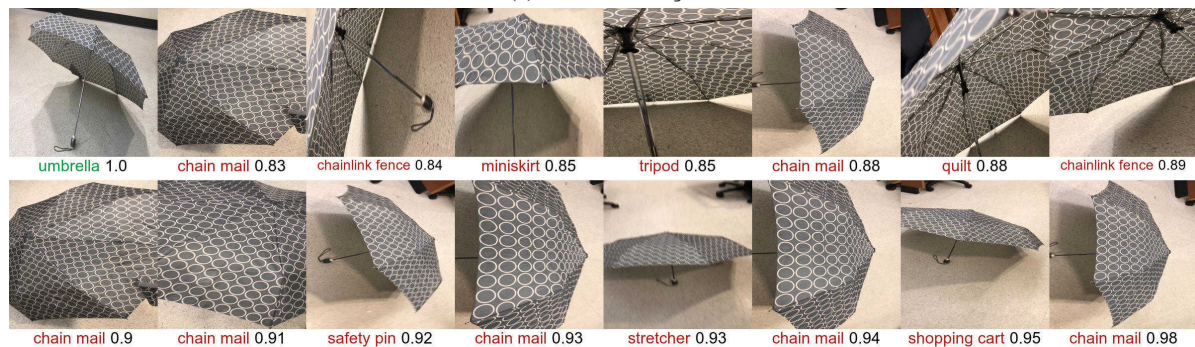 umbrella 1.0 chain mail 0.83 chainlink fence 0.84 miniskirt 0.85 tripod 0.85 chain mail 0.88 quilt 0.88 chainlink fence 0.89
chain mail 0.9 chain mail 0.91 safety pin 0.92 chain mail 0.93 stretcher 0.93 chain mail 0.94 shopping cart 0.95 chain mail 0.98